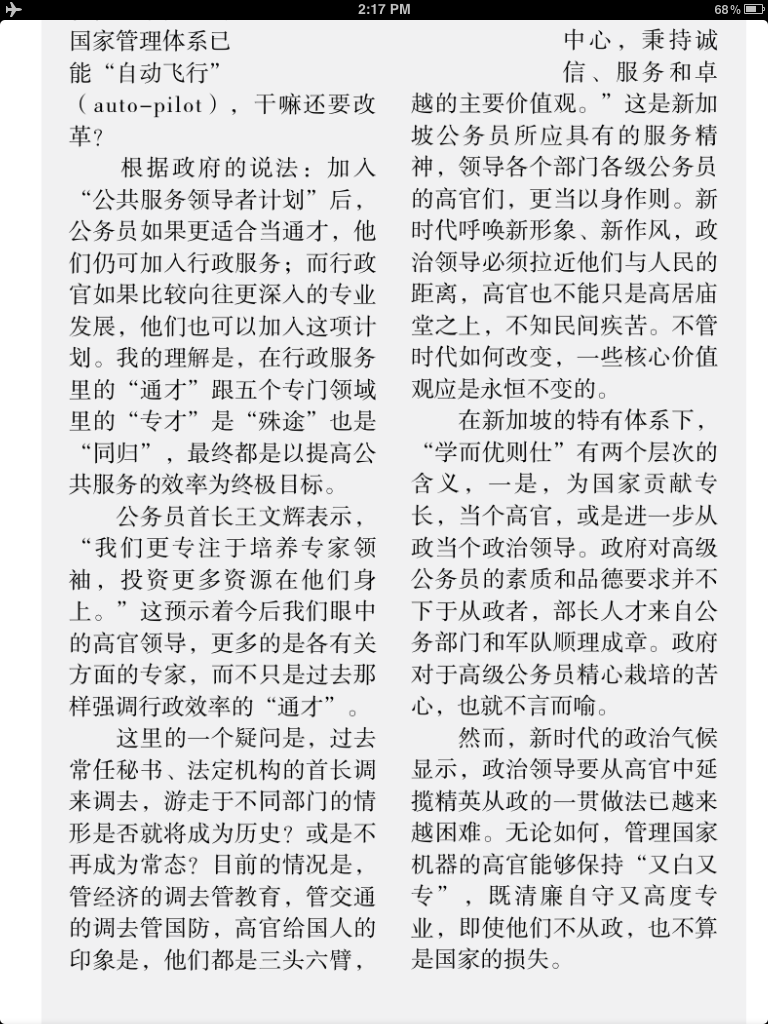 2:17 PM
68%
国家管理体系已
能“自动飞行”
（auto-pilot），干嘛还要改
革？
根据政府的说法：加入
“公共服务领导者计划”后，
公务员如果更适合当通才，他
们仍可加入行政服务；而行政
官如果比较向往更深入的专业
发展，他们也可以加入这项计
划。我的理解是，在行政服务
里的“通才”跟五个专门领域
里的“专才”是“殊途”也是
“同归”，最终都是以提高公
共服务的效率为终极目标。
公务员首长王文辉表示，
“我们更专注于培养专家领
袖，投资更多资源在他们身
上。”这预示着今后我们眼中
的高官领导，更多的是各有关
方面的专家，而不只是过去那
样强调行政效率的“通才”。
这里的一个疑问是，过去
常任秘书、法定机构的首长调
来调去，游走于不同部门的情
形是否就将成为历史？或是不
再成为常态？目前的情况是，
管经济的调去管教育，管交通
的调去管国防，高官给国人的
印象是，他们都是三头六臂，
中心，秉持诚
信、服务和卓
越的主要价值观。”这是新加
坡公务员所应具有的服务精
神，领导各个部门各级公务员
的高官们，更当以身作则。新
时代呼唤新形象、新作风，政
治领导必须拉近他们与人民的
距离，高官也不能只是高居庙
堂之上，不知民间疾苦。不管
时代如何改变，一些核心价值
观应是永恒不变的。
在新加坡的特有体系下，
“学而优则仕”有两个层次的
含义，一是，为国家贡献专
长，当个高官，或是进一步从
政当个政治领导。政府对高级
公务员的素质和品德要求并不
下于从政者，部长人才来自公
务部门和军队顺理成章。政府
对于高级公务员精心栽培的苦
心，也就不言而喻。
然而，新时代的政治气候
显示，政治领导要从高官中延
揽精英从政的一贯做法已越来
越困难。无论如何，管理国家
机器的高官能够保持“又白又
专”，既清廉自守又高度专
业，即使他们不从政，也不算
是国家的损失。